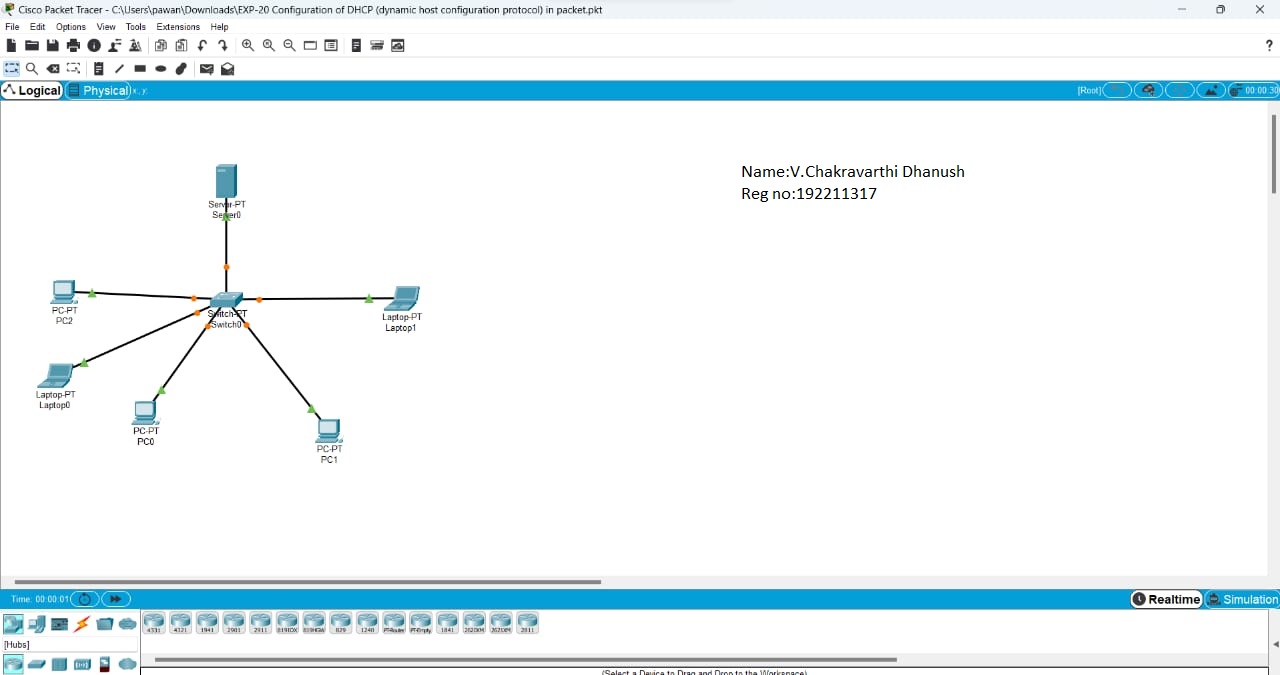 Cisco Packet Tracer - C:\Users\pawan\Downloads\EXP-20 Configuration of DHCP (dynamic host configuration protocol) in packet.pkt
File Edit Options View Tools Extensions Help
?
Logical Physical x, y: [Root] 00:00:30
Name:V.Chakravarthi Dhanush
Reg no:192211317
Server-PT
Server0
PC-PT
PC2
Switch-PT
Switch0
Laptop-PT
Laptop1
Laptop-PT
Laptop0
PC-PT
PC0
PC-PT
PC1
Time: 00:00:01 Realtime Simulation
4331 4321 1941 2901 2911 819IOX 819HGW 829 1240 PT-Router PT-Empty 1841 2620XM 2621XM 2811
[Hubs]
(Select a Device to Drag and Drop to the Workspace)